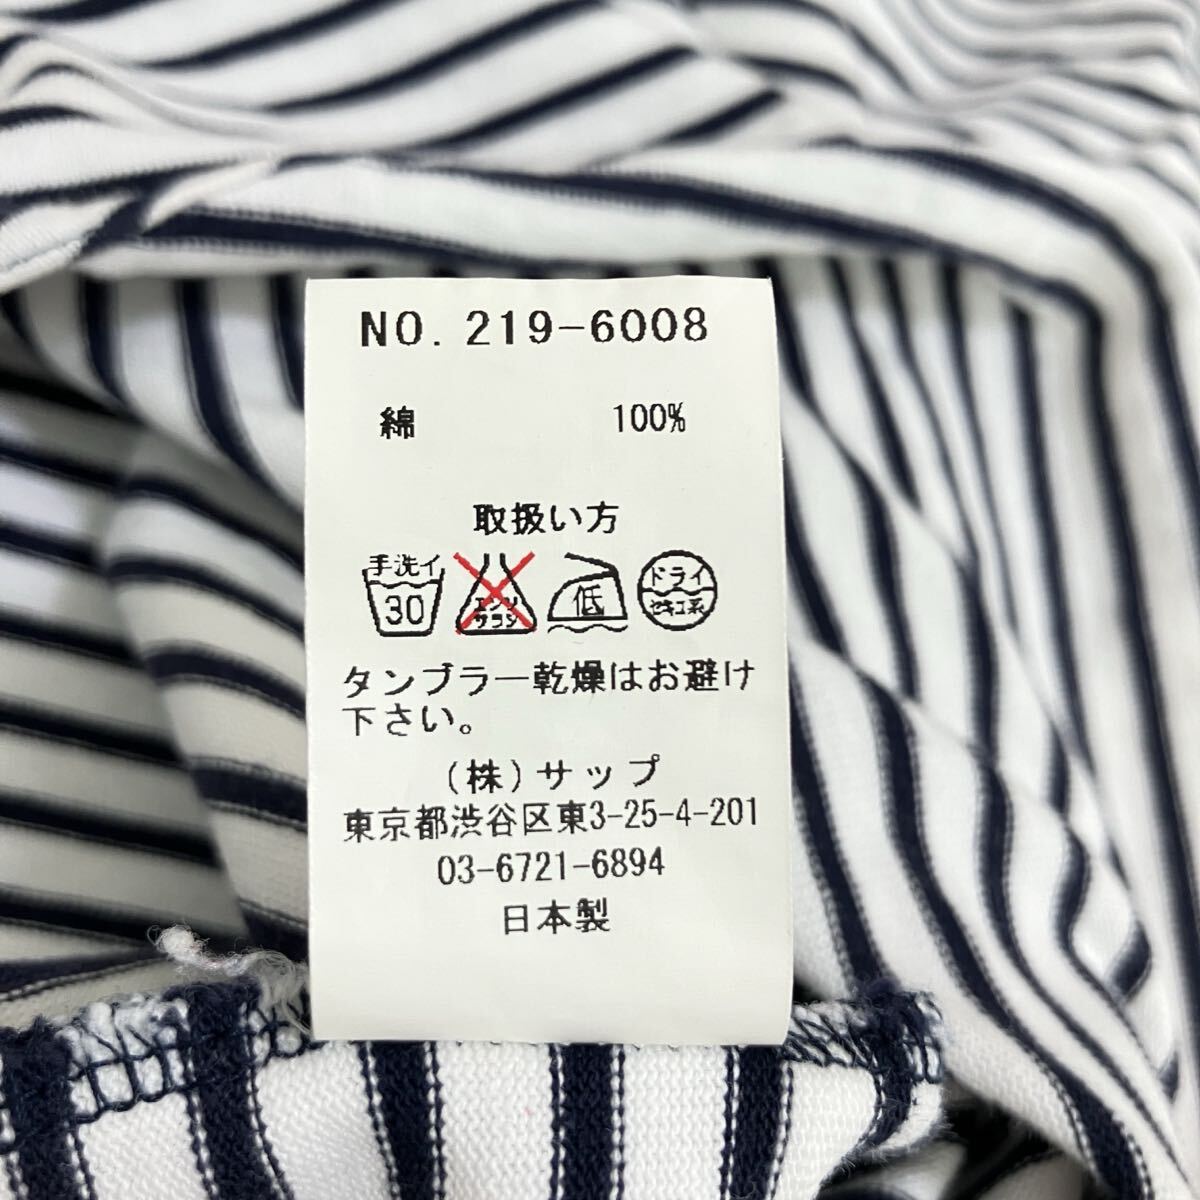 NO. 219-6008
綿 100%
取扱い方
手洗イ
30
エンソ
サラシ
低
ドライ
セキユ系
タンブラー乾燥はお避け
下さい。
(株)サップ
東京都渋谷区東3-25-4-201
03-6721-6894
日本製